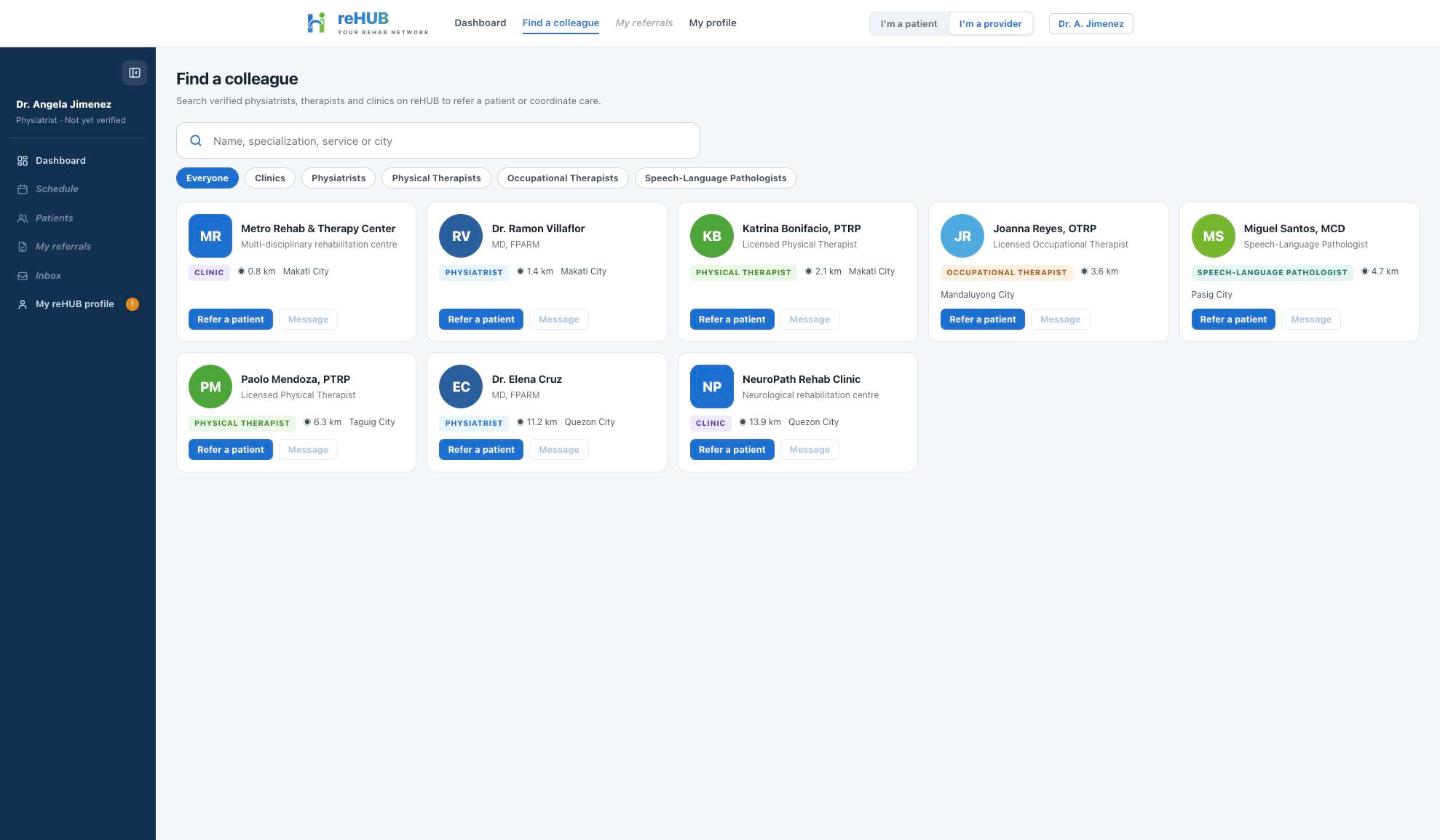 reHUB
YOUR REHAB NETWORK
Dashboard
Find a colleague
My referrals
My profile
I'm a patient
I'm a provider
Dr. A. Jimenez
Dr. Angela Jimenez
Physiatrist · Not yet verified
Dashboard
Schedule
Patients
My referrals
Inbox
My reHUB profile
!
Find a colleague
Search verified physiatrists, therapists and clinics on reHUB to refer a patient or coordinate care.
Name, specialization, service or city
Everyone
Clinics
Physiatrists
Physical Therapists
Occupational Therapists
Speech-Language Pathologists
MR
Metro Rehab & Therapy Center
Multi-disciplinary rehabilitation centre
CLINIC
0.8 km
Makati City
Refer a patient
Message
RV
Dr. Ramon Villaflor
MD, FPARM
PHYSIATRIST
1.4 km
Makati City
Refer a patient
Message
KB
Katrina Bonifacio, PTRP
Licensed Physical Therapist
PHYSICAL THERAPIST
2.1 km
Makati City
Refer a patient
Message
JR
Joanna Reyes, OTRP
Licensed Occupational Therapist
OCCUPATIONAL THERAPIST
3.6 km
Mandaluyong City
Refer a patient
Message
MS
Miguel Santos, MCD
Speech-Language Pathologist
SPEECH-LANGUAGE PATHOLOGIST
4.7 km
Pasig City
Refer a patient
Message
PM
Paolo Mendoza, PTRP
Licensed Physical Therapist
PHYSICAL THERAPIST
6.3 km
Taguig City
Refer a patient
Message
EC
Dr. Elena Cruz
MD, FPARM
PHYSIATRIST
11.2 km
Quezon City
Refer a patient
Message
NP
NeuroPath Rehab Clinic
Neurological rehabilitation centre
CLINIC
13.9 km
Quezon City
Refer a patient
Message